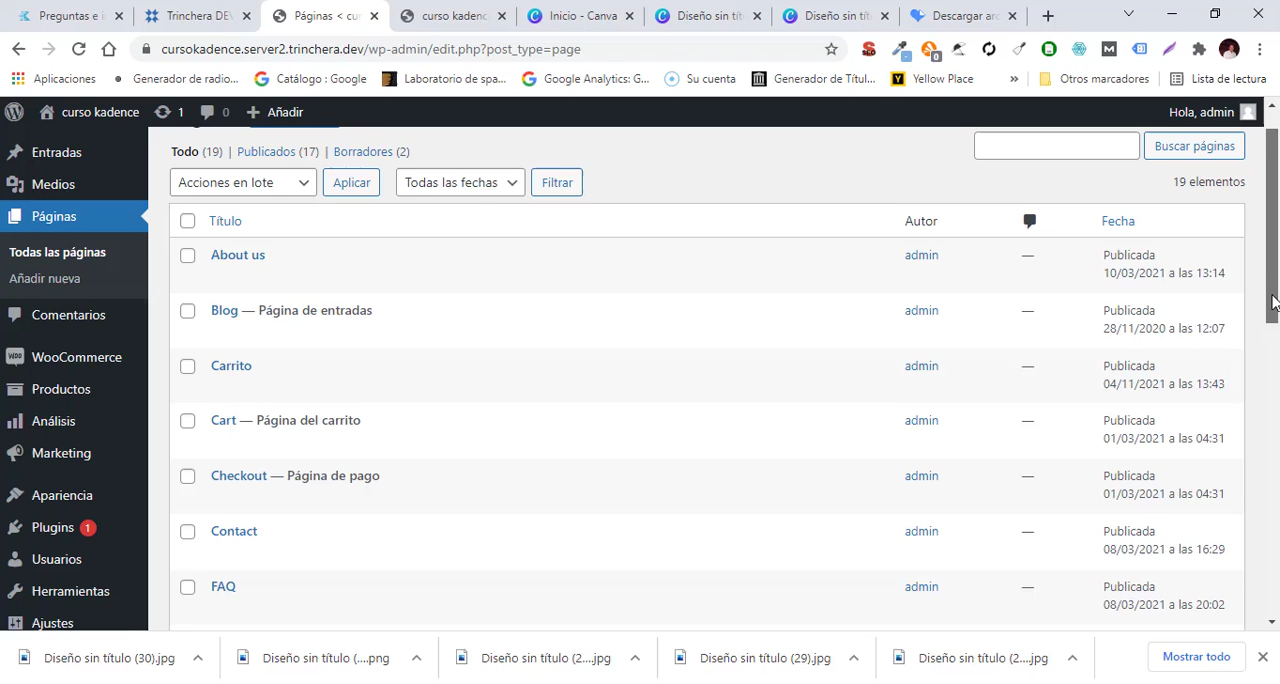 Preguntas e i
Trinchera DEV
Páginas < cu
curso kadenc
Inicio - Canva
Diseño sin tít
Diseño sin tít
Descargar arc
cursokadence.server2.trinchera.dev/wp-admin/edit.php?post_type=page
Aplicaciones
Generador de radio...
Catálogo : Google
Laboratorio de spa...
Google Analytics: G...
Su cuenta
Generador de Títul...
Yellow Place
»
Otros marcadores
Lista de lectura
curso kadence
1
0
Añadir
Hola, admin
Entradas
Medios
Páginas
Todas las páginas
Añadir nueva
Comentarios
WooCommerce
Productos
Análisis
Marketing
Apariencia
Plugins 1
Usuarios
Herramientas
Ajustes
Todo (19) | Publicados (17) | Borradores (2)
Buscar páginas
Acciones en lote
Aplicar
Todas las fechas
Filtrar
19 elementos
Título Autor Fecha
About us admin — Publicada
10/03/2021 a las 13:14
Blog — Página de entradas admin — Publicada
28/11/2020 a las 12:07
Carrito admin — Publicada
04/11/2021 a las 13:43
Cart — Página del carrito admin — Publicada
01/03/2021 a las 04:31
Checkout — Página de pago admin — Publicada
01/03/2021 a las 04:31
Contact admin — Publicada
08/03/2021 a las 16:29
FAQ admin — Publicada
08/03/2021 a las 20:02
Diseño sin título (30).jpg
Diseño sin título (....png
Diseño sin título (2....jpg
Diseño sin título (29).jpg
Diseño sin título (2....jpg
Mostrar todo